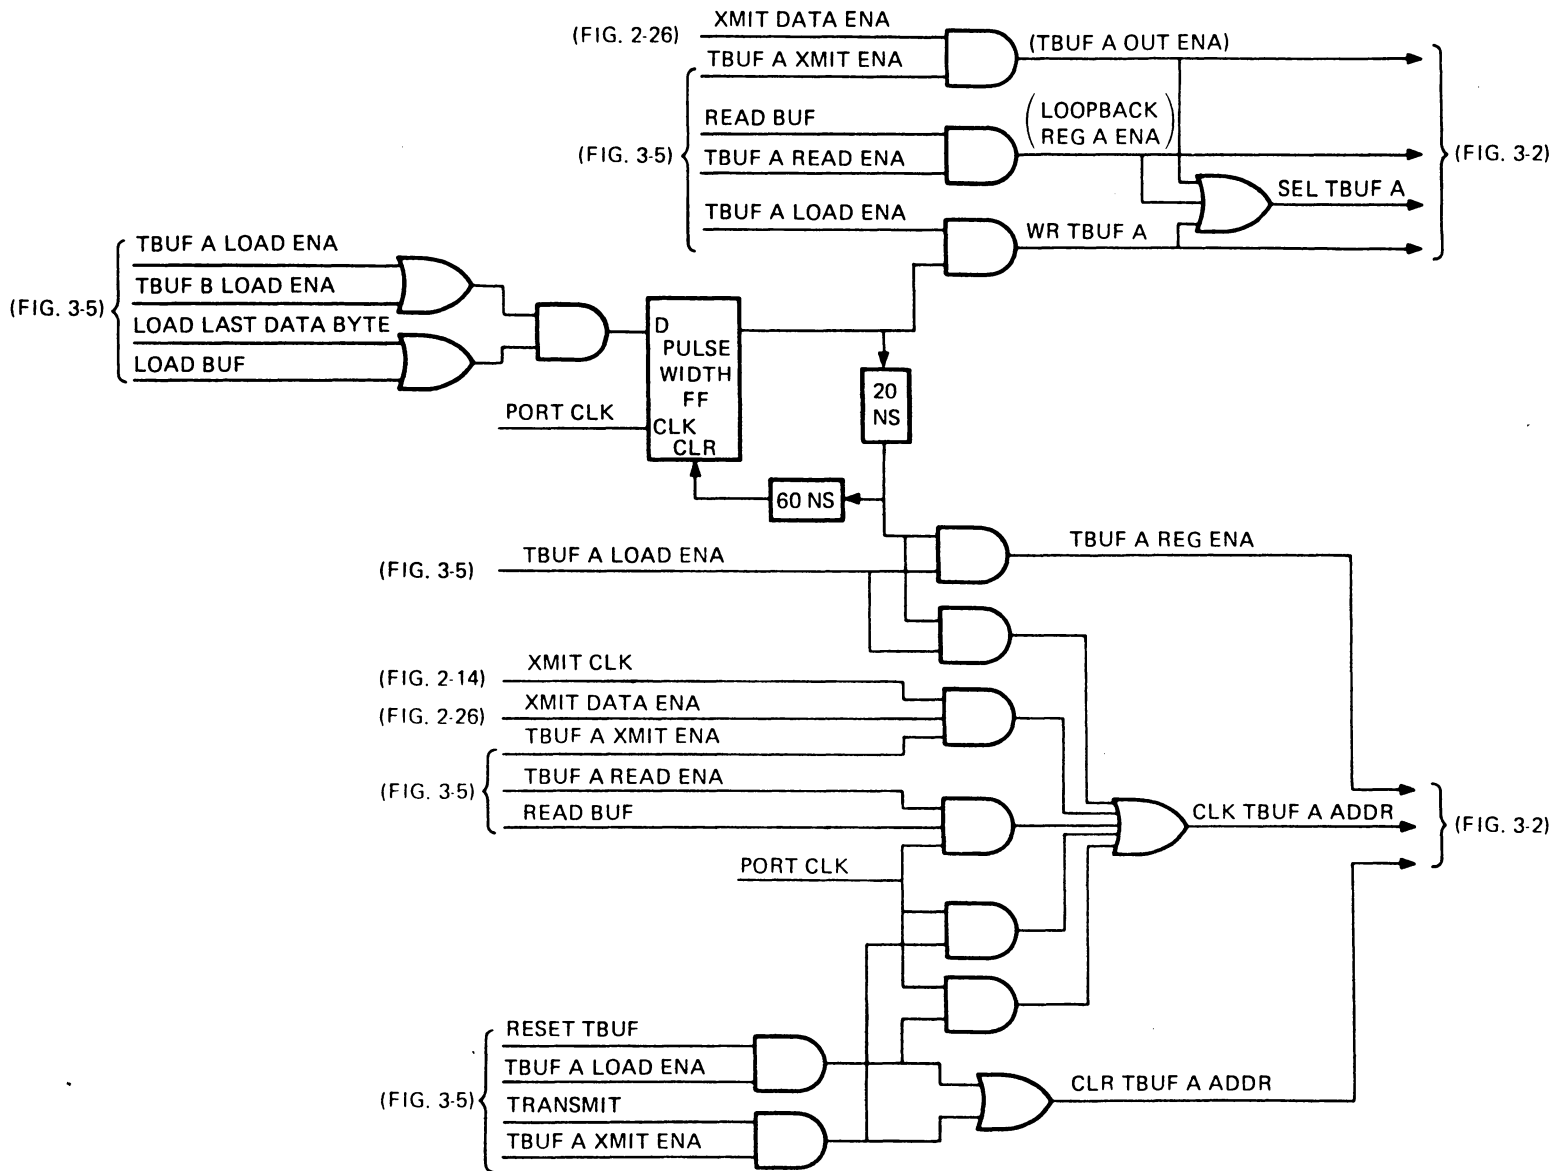 XMIT DATA ENA
(FIG. 2-26)
(TBUF A OUT ENA)
TBUF A XMIT ENA
READ BUF
(LOOPBACK
REG A ENA)
(FIG. 3-5)
TBUF A READ ENA
(FIG. 3-2)
SEL TBUF A
TBUF A LOAD ENA
WR TBUF A
TBUF A LOAD ENA
TBUF B LOAD ENA
(FIG. 3-5)
LOAD LAST DATA BYTE
LOAD BUF
D
PULSE
WIDTH
FF
CLK
CLR
PORT CLK
20
NS
60 NS
TBUF A LOAD ENA
(FIG. 3-5)
TBUF A REG ENA
XMIT CLK
(FIG. 2-14)
XMIT DATA ENA
(FIG. 2-26)
TBUF A XMIT ENA
TBUF A READ ENA
(FIG. 3-5)
READ BUF
CLK TBUF A ADDR
(FIG. 3-2)
PORT CLK
RESET TBUF
TBUF A LOAD ENA
(FIG. 3-5)
TRANSMIT
TBUF A XMIT ENA
CLR TBUF A ADDR